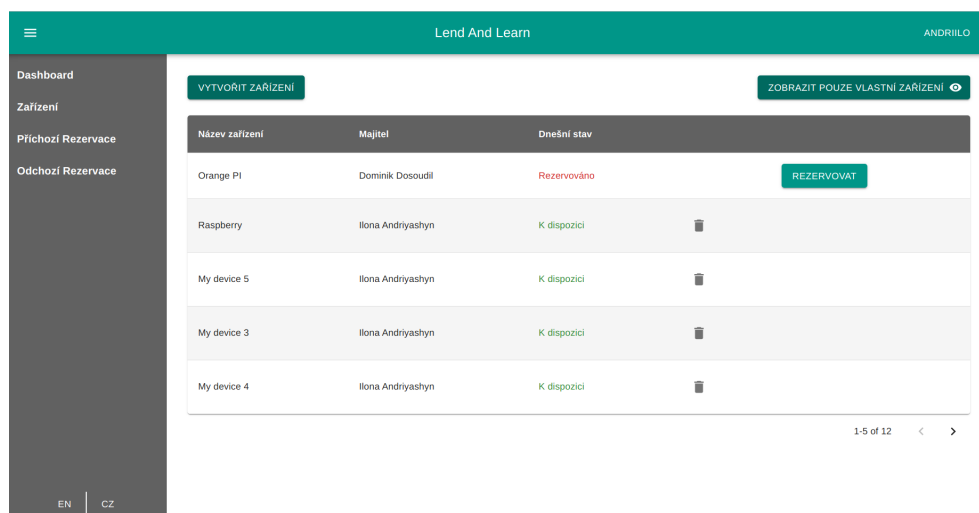 Lend And Learn
ANDRIILO
Dashboard
Zařízení
Příchozí Rezervace
Odchozí Rezervace
VYTVOŘIT ZAŘÍZENÍ
ZOBRAZIT POUZE VLASTNÍ ZAŘÍZENÍ
Název zařízení Majitel Dnešní stav
Orange PI Dominik Dosoudil Rezervováno REZERVOVAT
Raspberry Ilona Andriyashyn K dispozici
My device 5 Ilona Andriyashyn K dispozici
My device 3 Ilona Andriyashyn K dispozici
My device 4 Ilona Andriyashyn K dispozici
1-5 of 12
EN CZ